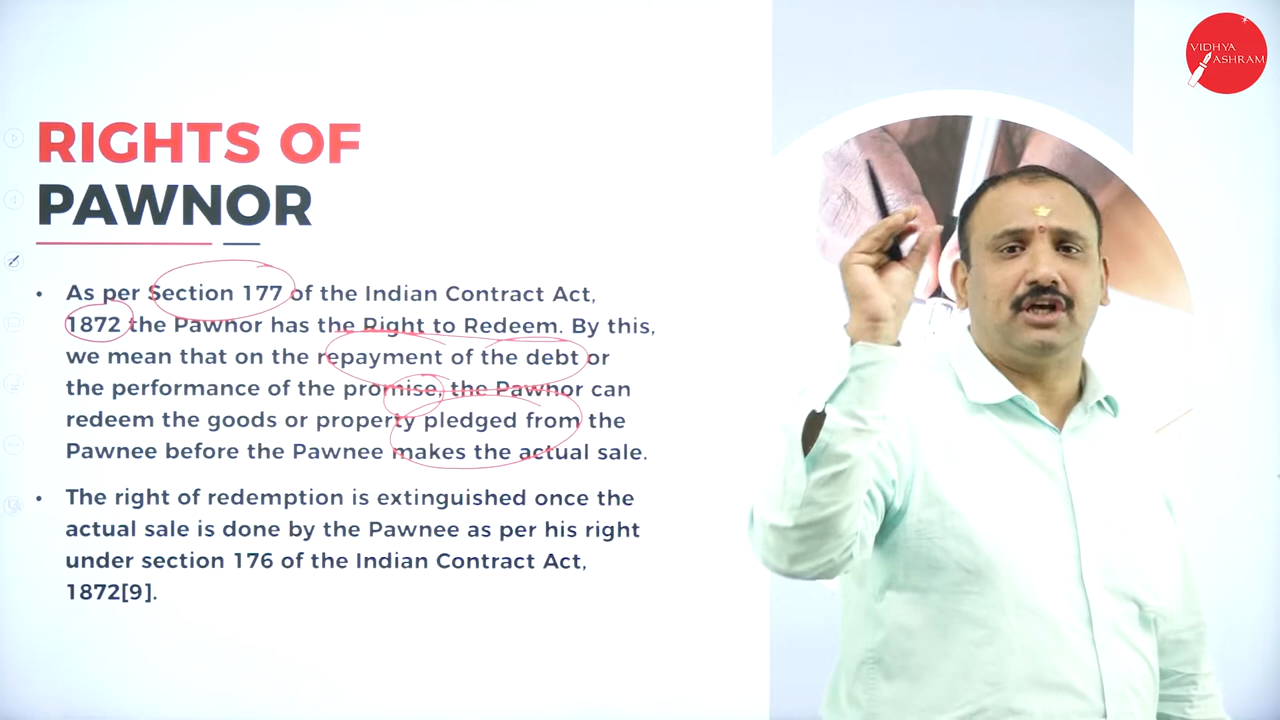 VIDHYA
ASHRAM
RIGHTS OF
PAWNOR
• As per Section 177 of the Indian Contract Act,
1872 the Pawnor has the Right to Redeem. By this,
we mean that on the repayment of the debt or
the performance of the promise, the Pawnor can
redeem the goods or property pledged from the
Pawnee before the Pawnee makes the actual sale.
• The right of redemption is extinguished once the
actual sale is done by the Pawnee as per his right
under section 176 of the Indian Contract Act,
1872[9].